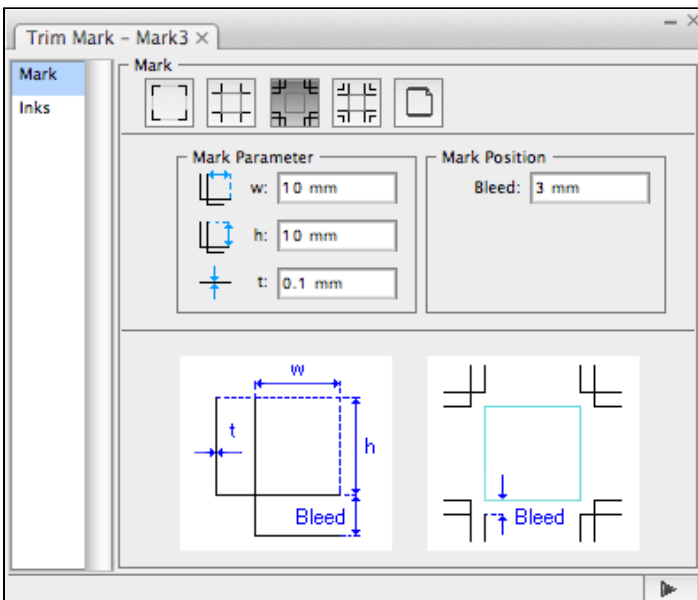 Trim Mark - Mark3
Mark
Inks
Mark
Mark Parameter
w: 10 mm
h: 10 mm
t: 0.1 mm
Mark Position
Bleed: 3 mm
w
t
h
Bleed
Bleed